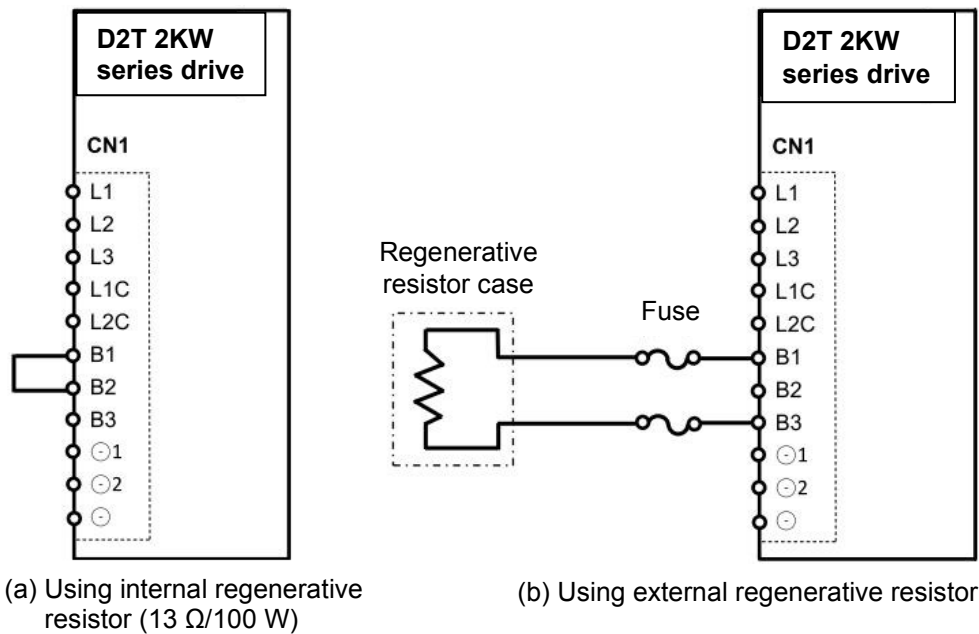 D2T 2KW
series drive
CN1
L1
L2
L3
L1C
L2C
B1
B2
B3
⊝1
⊝2
⊝
(a) Using internal regenerative
resistor (13 Ω/100 W)
D2T 2KW
series drive
CN1
Regenerative
resistor case
Fuse
L1
L2
L3
L1C
L2C
B1
B2
B3
⊝1
⊝2
⊝
(b) Using external regenerative resistor